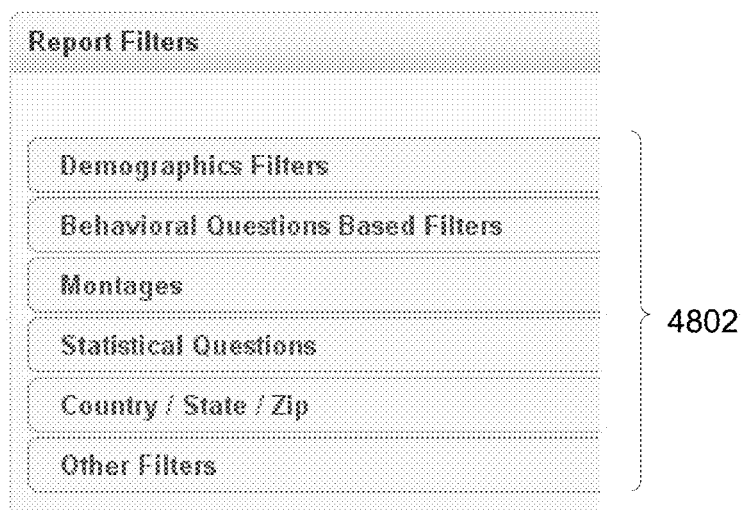 Report Filters
Demographics Filters
Behavioral Questions Based Filters
Montages
Statistical Questions
Country / State / Zip
Other Filters
4802